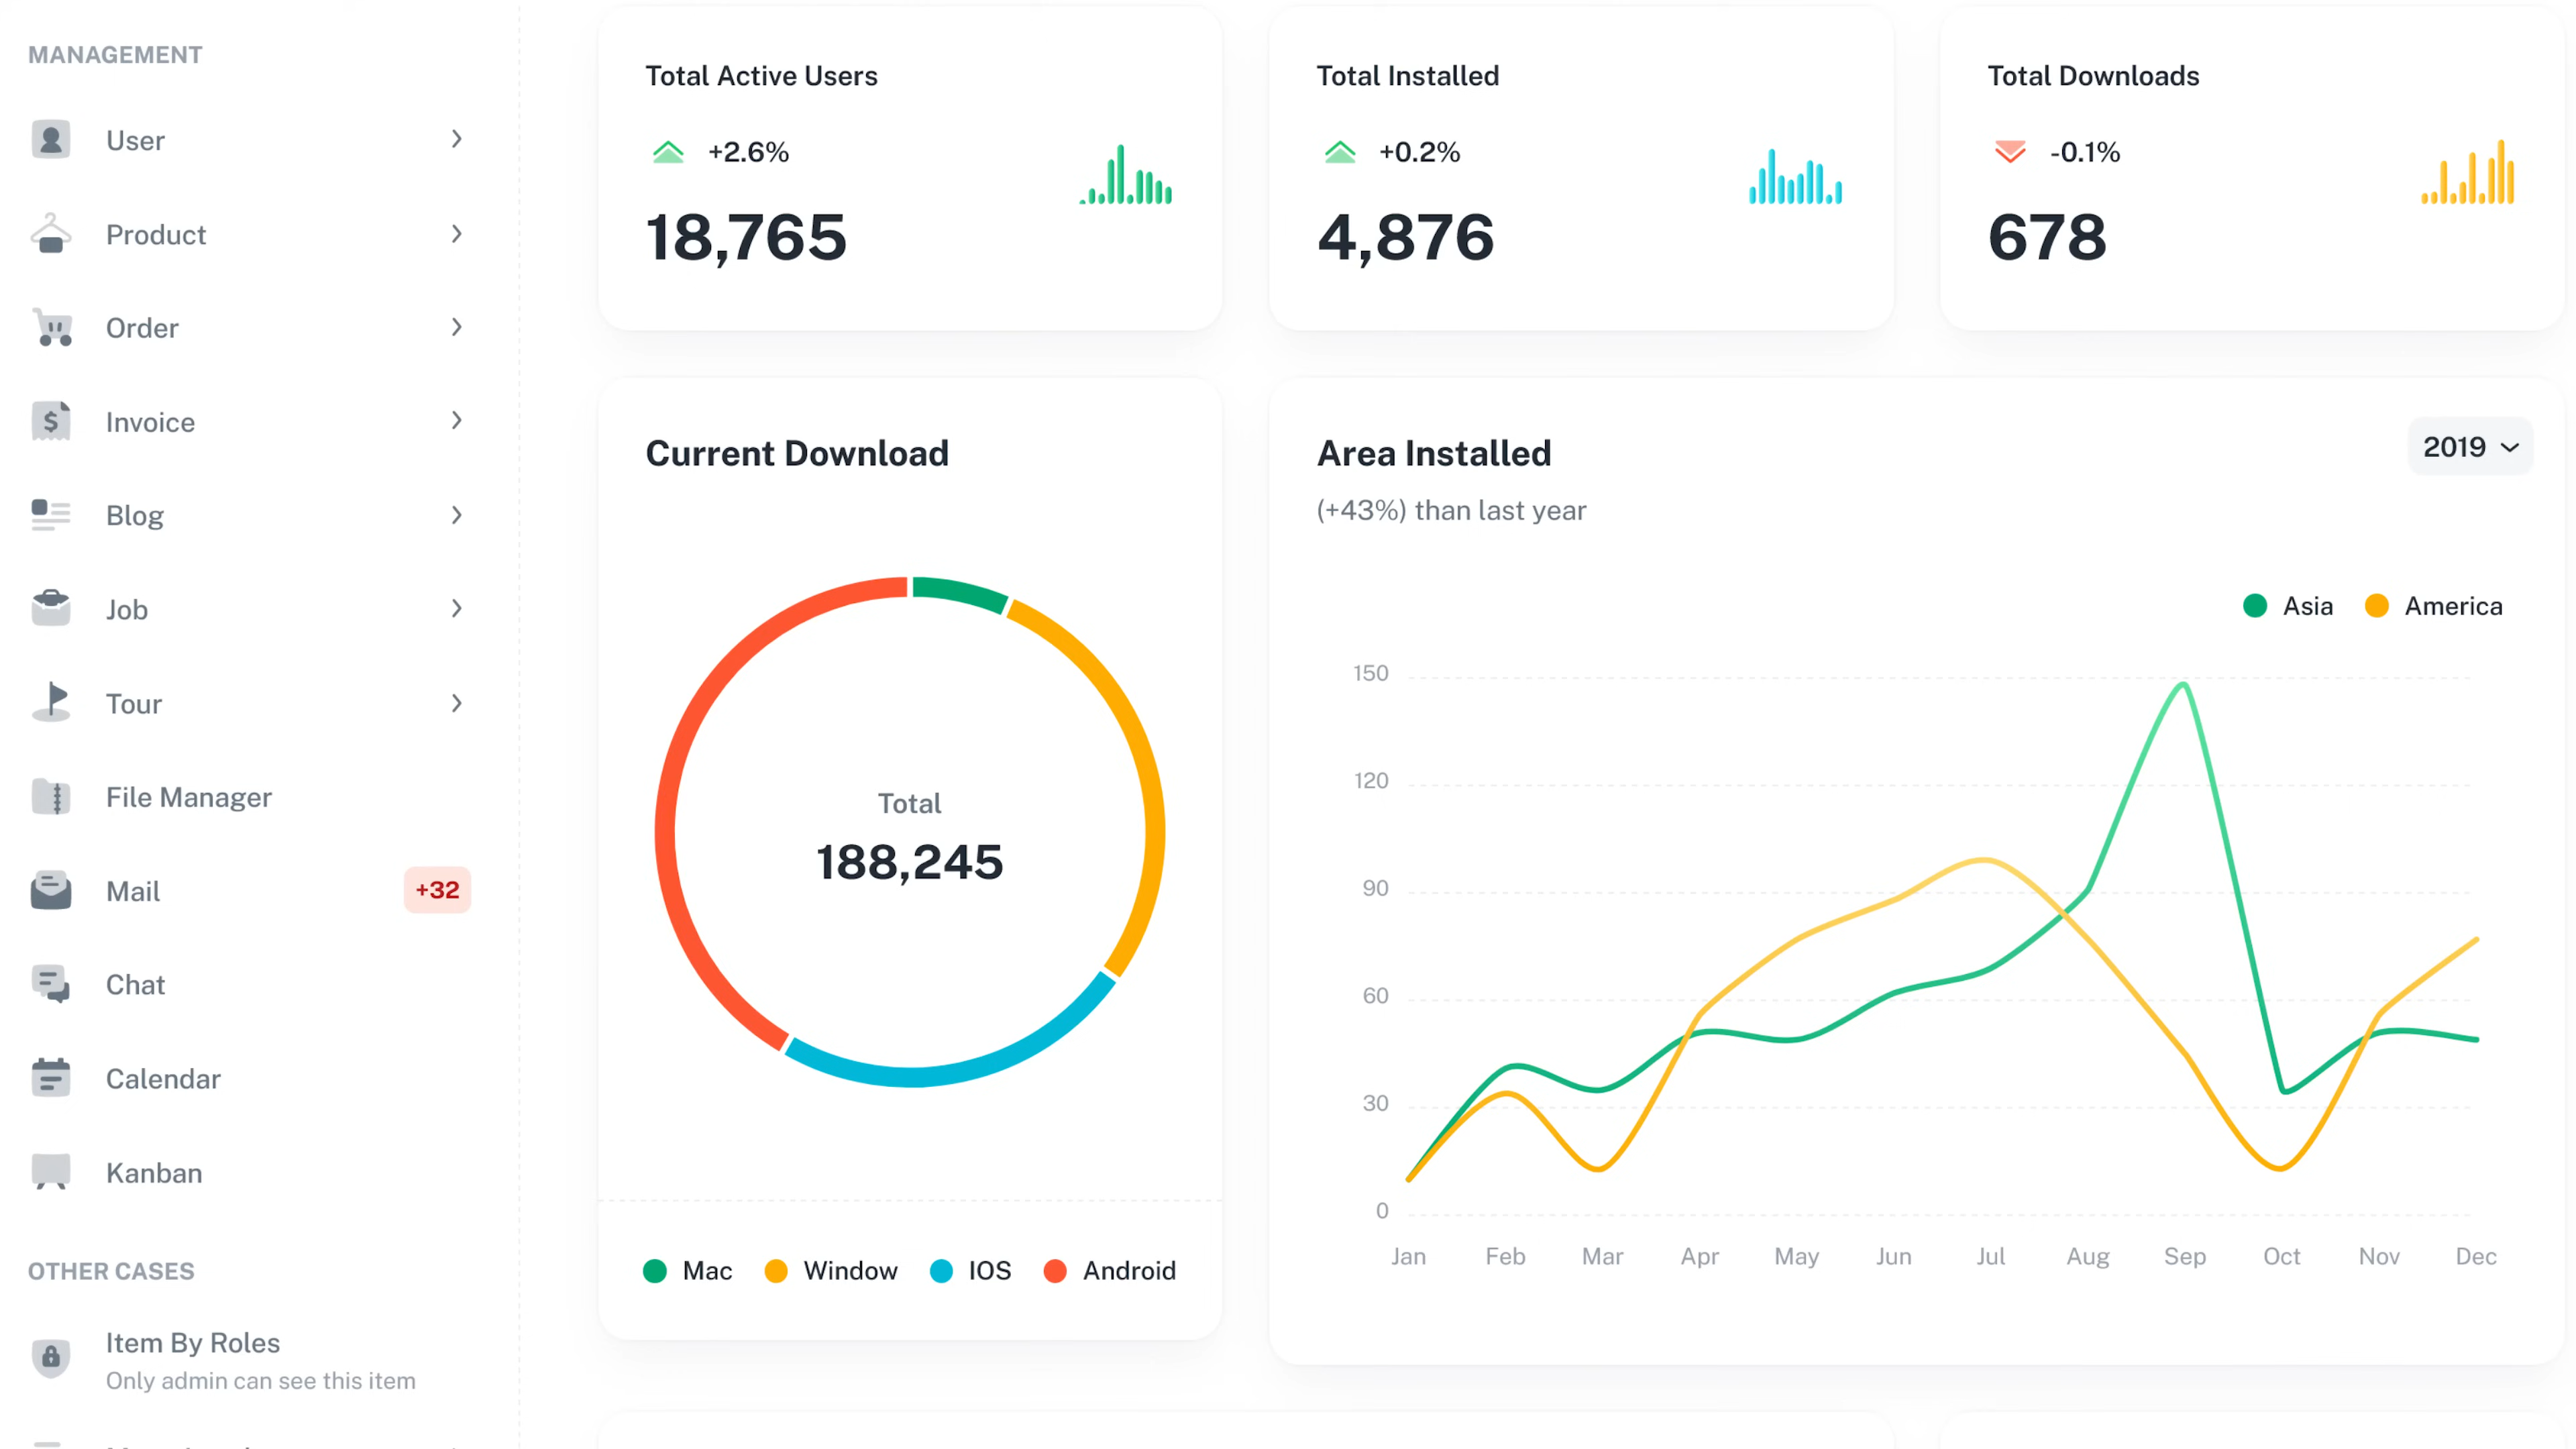 MANAGEMENT
User
Product
Order
Invoice
Blog
Job
Tour
File Manager
Mail
+32
Chat
Calendar
Kanban
OTHER CASES
Item By Roles
Only admin can see this item
Total Active Users
+2.6%
18,765
Total Installed
+0.2%
4,876
Total Downloads
-0.1%
678
Current Download
Total
188,245
Mac Window IOS Android
Area Installed
2019
(+43%) than last year
Asia America
150
120
90
60
30
0
Jan Feb Mar Apr May Jun Jul Aug Sep Oct Nov Dec